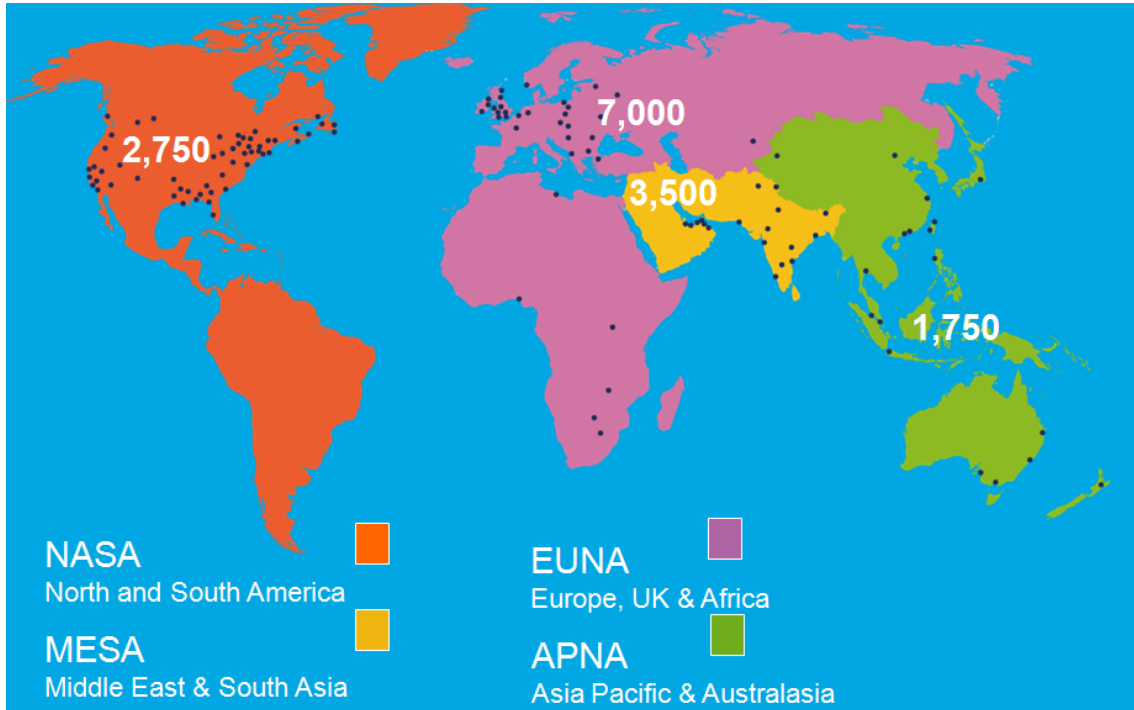 2,750
7,000
3,500
1,750
NASA
North and South America
MESA
Middle East & South Asia
EUNA
Europe, UK & Africa
APNA
Asia Pacific & Australasia